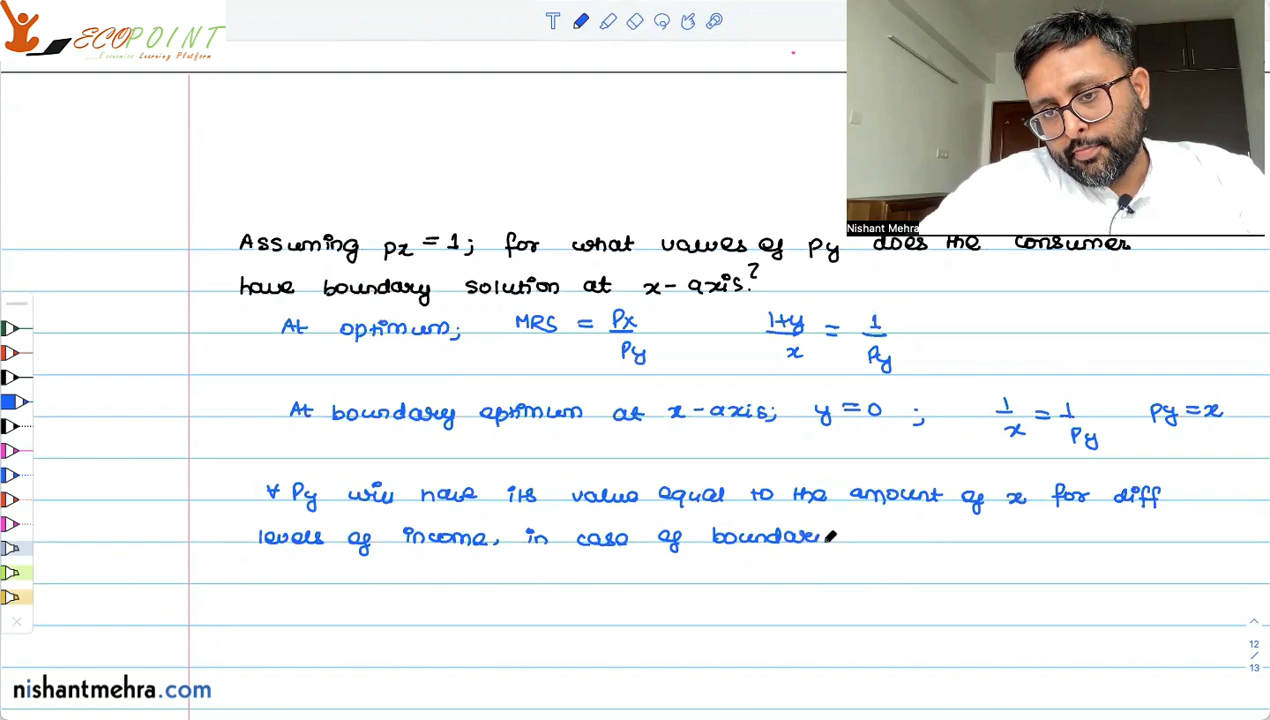 ECOPOINT
Economics Learning Platform
T
Nishant Mehra
Assuming px = 1; for what values of py does the consumer
have boundary solution at x-axis?
At optimum; MRS = Px/Py 1+y/x = 1/Py
At boundary optimum at x-axis; y = 0 ; 1/x = 1/Py Py = x
∀ Py will have its value equal to the amount of x for diff
levels of income, in case of boundar
12
/
13
nishantmehra.com